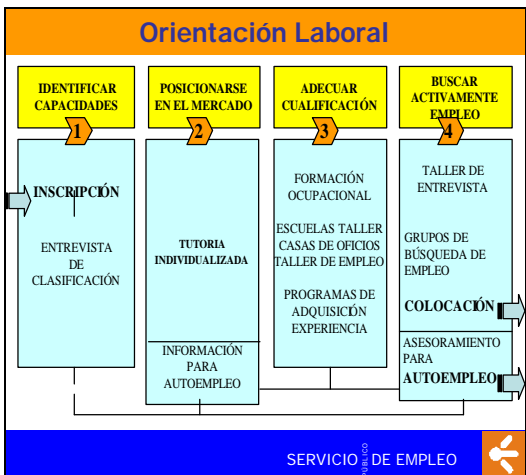 Orientación Laboral
IDENTIFICAR
CAPACIDADES
1
INSCRIPCIÓN
ENTREVISTA
DE
CLASIFICACIÓN
POSICIONARSE
EN EL MERCADO
2
TUTORIA
INDIVIDUALIZADA
INFORMACIÓN
PARA
AUTOEMPLEO
ADECUAR
CUALIFICACIÓN
3
FORMACIÓN
OCUPACIONAL
ESCUELAS TALLER
CASAS DE OFICIOS
TALLER DE EMPLEO
PROGRAMAS DE
ADQUISICIÓN
EXPERIENCIA
BUSCAR
ACTIVAMENTE
EMPLEO
4
TALLER DE
ENTREVISTA
GRUPOS DE
BÚSQUEDA DE
EMPLEO
COLOCACIÓN
ASESORAMIENTO
PARA
AUTOEMPLEO
SERVICIO PÚBLICO DE EMPLEO